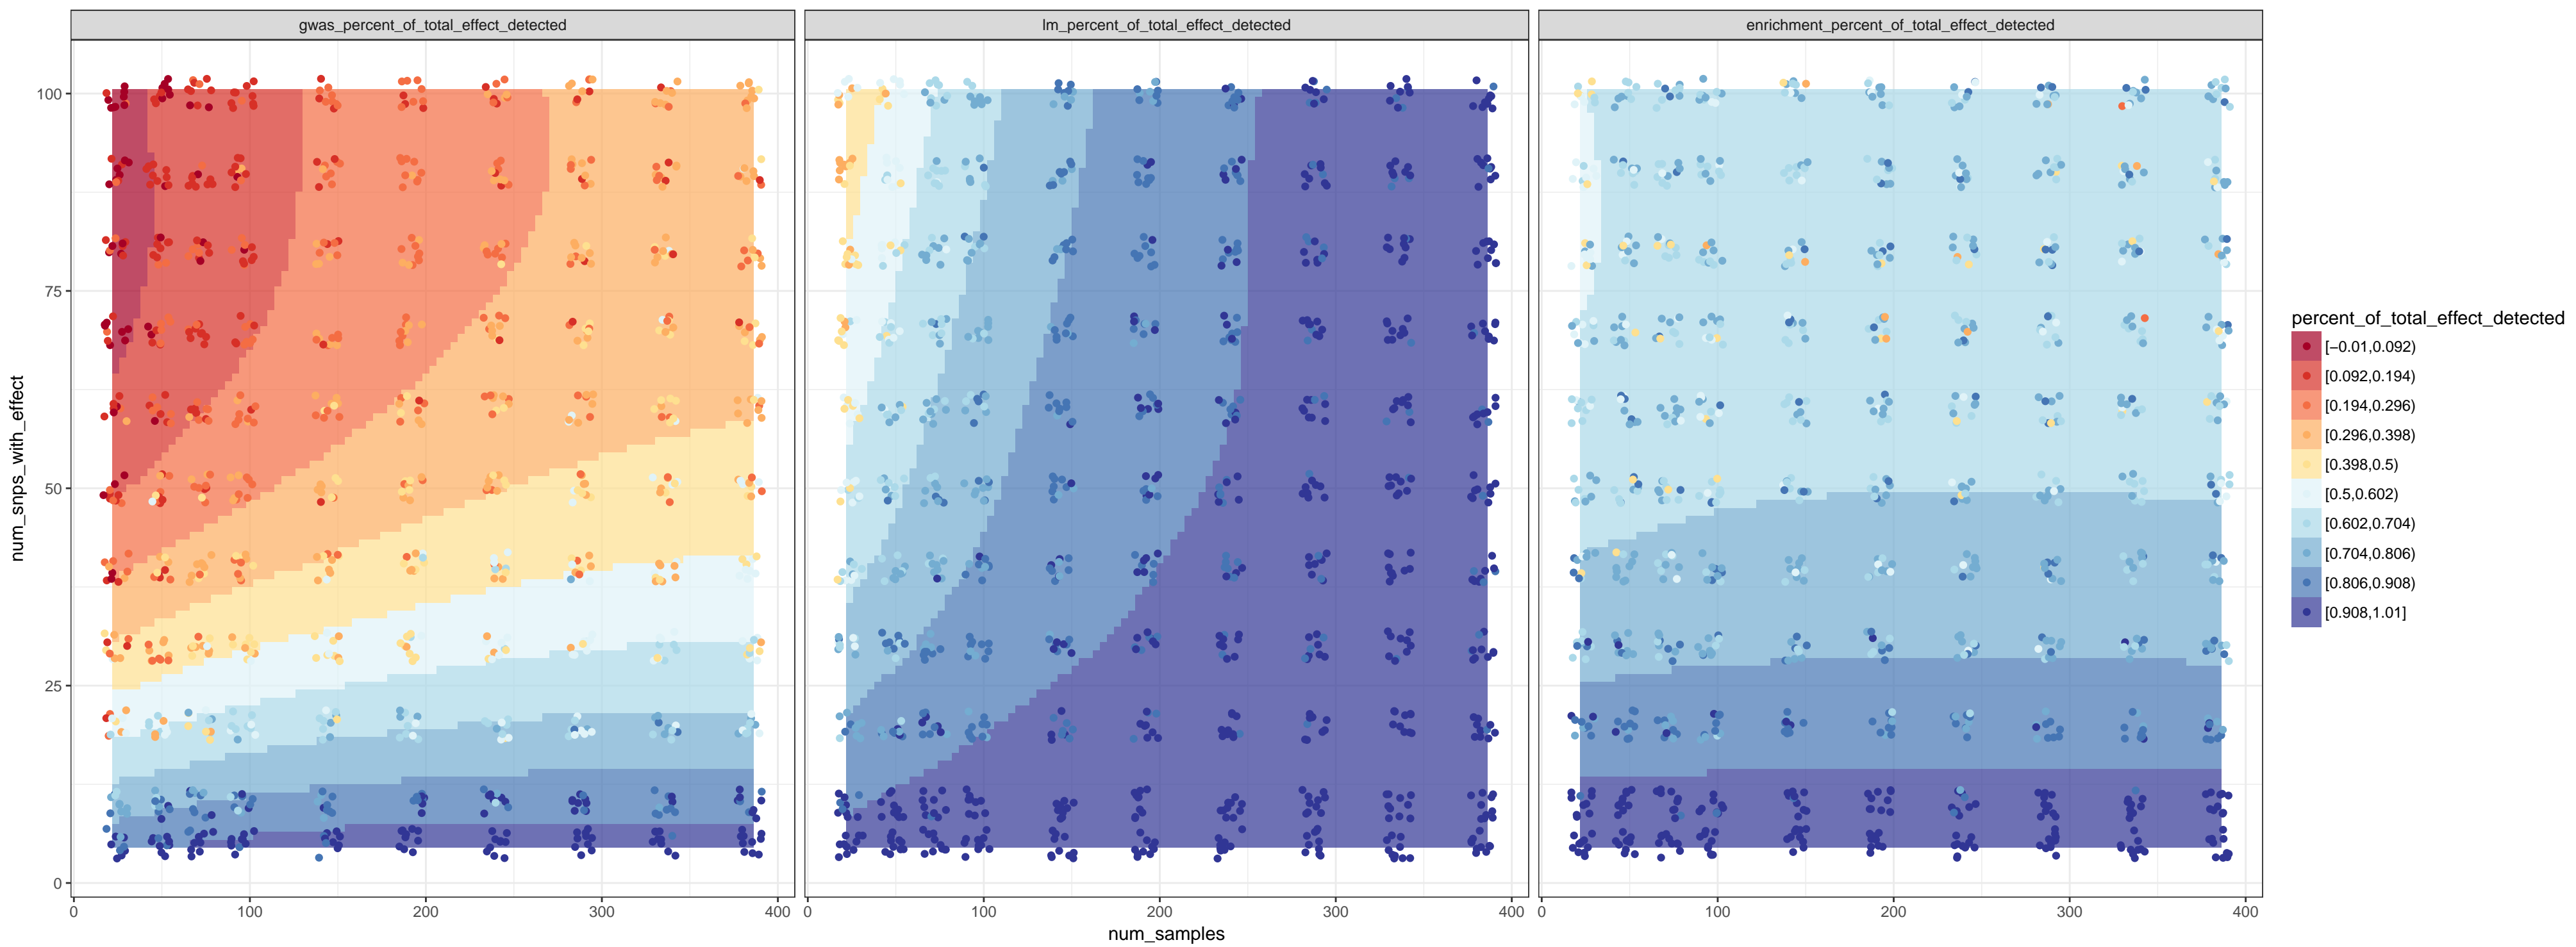 gwas_percent_of_total_effect_detected
lm_percent_of_total_effect_detected
enrichment_percent_of_total_effect_detected
100
75
50
25
0
num_snps_with_effect
0 100 200 300 400
0 100 200 300 400
0 100 200 300 400
num_samples
percent_of_total_effect_detected
[−0.01,0.092)
[0.092,0.194)
[0.194,0.296)
[0.296,0.398)
[0.398,0.5)
[0.5,0.602)
[0.602,0.704)
[0.704,0.806)
[0.806,0.908)
[0.908,1.01]